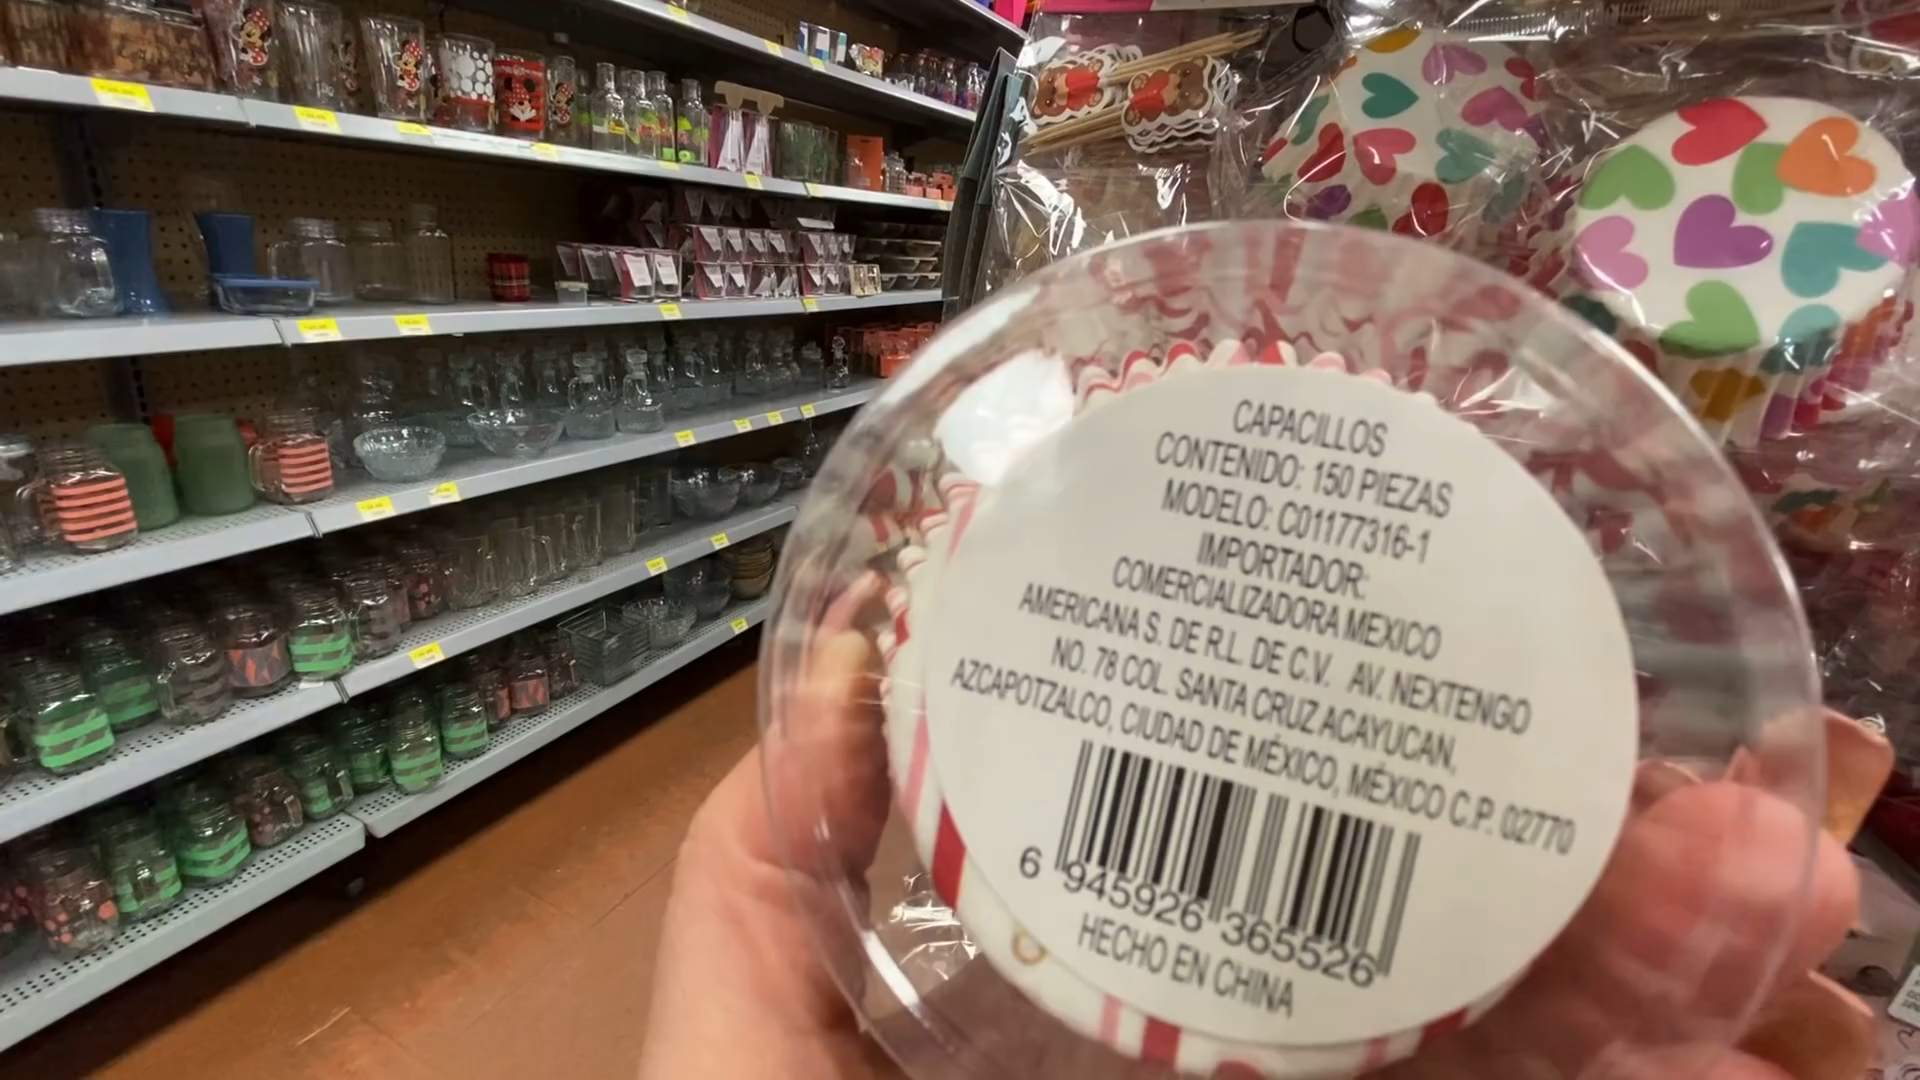 CAPACILLOS
CONTENIDO: 150 PIEZAS
MODELO: C01177316-1
IMPORTADOR:
COMERCIALIZADORA MEXICO
AMERICANA S. DE R.L. DE C.V. AV. NEXTENGO
NO. 78 COL. SANTA CRUZ ACAYUCAN,
AZCAPOTZALCO, CIUDAD DE MÉXICO, MÉXICO C.P. 02770
6 945926 365526
HECHO EN CHINA